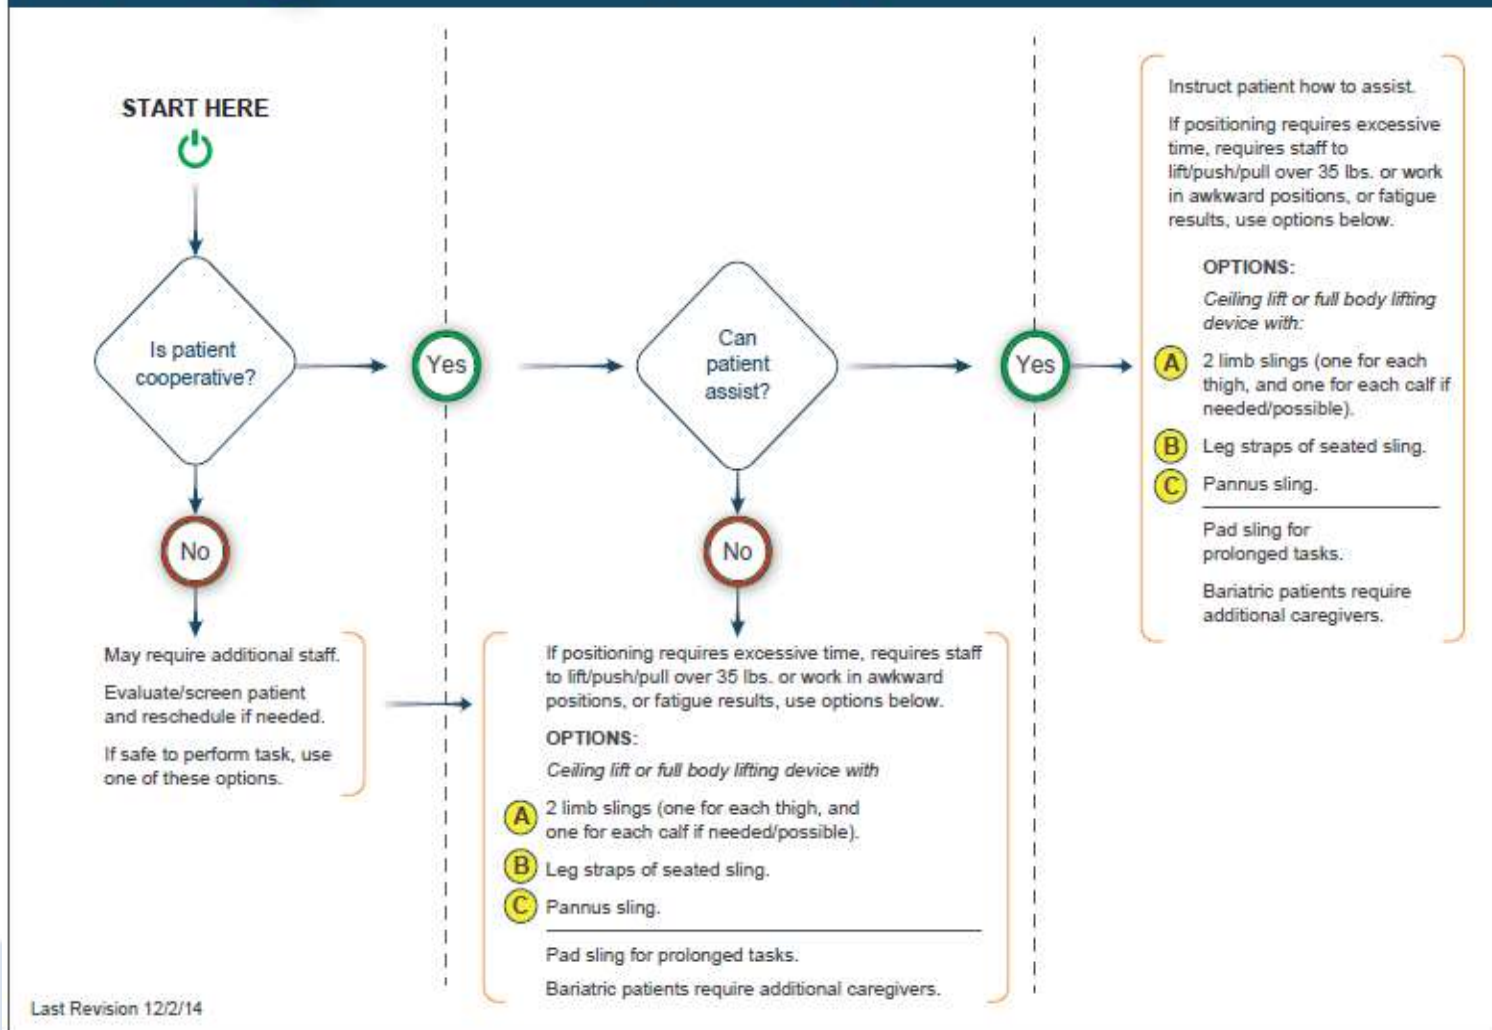 START HERE
Is patient
cooperative?
Yes
Can
patient
assist?
Yes
No
No
May require additional staff.
Evaluate/screen patient
and reschedule if needed.
If safe to perform task, use
one of these options.
If positioning requires excessive time, requires staff
to lift/push/pull over 35 lbs. or work in awkward
positions, or fatigue results, use options below.
OPTIONS:
Ceiling lift or full body lifting device with
A 2 limb slings (one for each thigh, and
one for each calf if needed/possible).
B Leg straps of seated sling.
C Pannus sling.
Pad sling for prolonged tasks.
Bariatric patients require additional caregivers.
Instruct patient how to assist.
If positioning requires excessive
time, requires staff to
lift/push/pull over 35 lbs. or work
in awkward positions, or fatigue
results, use options below.
OPTIONS:
Ceiling lift or full body lifting
device with:
A 2 limb slings (one for each
thigh, and one for each calf if
needed/possible).
B Leg straps of seated sling.
C Pannus sling.
Pad sling for
prolonged tasks.
Bariatric patients require
additional caregivers.
Last Revision 12/2/14